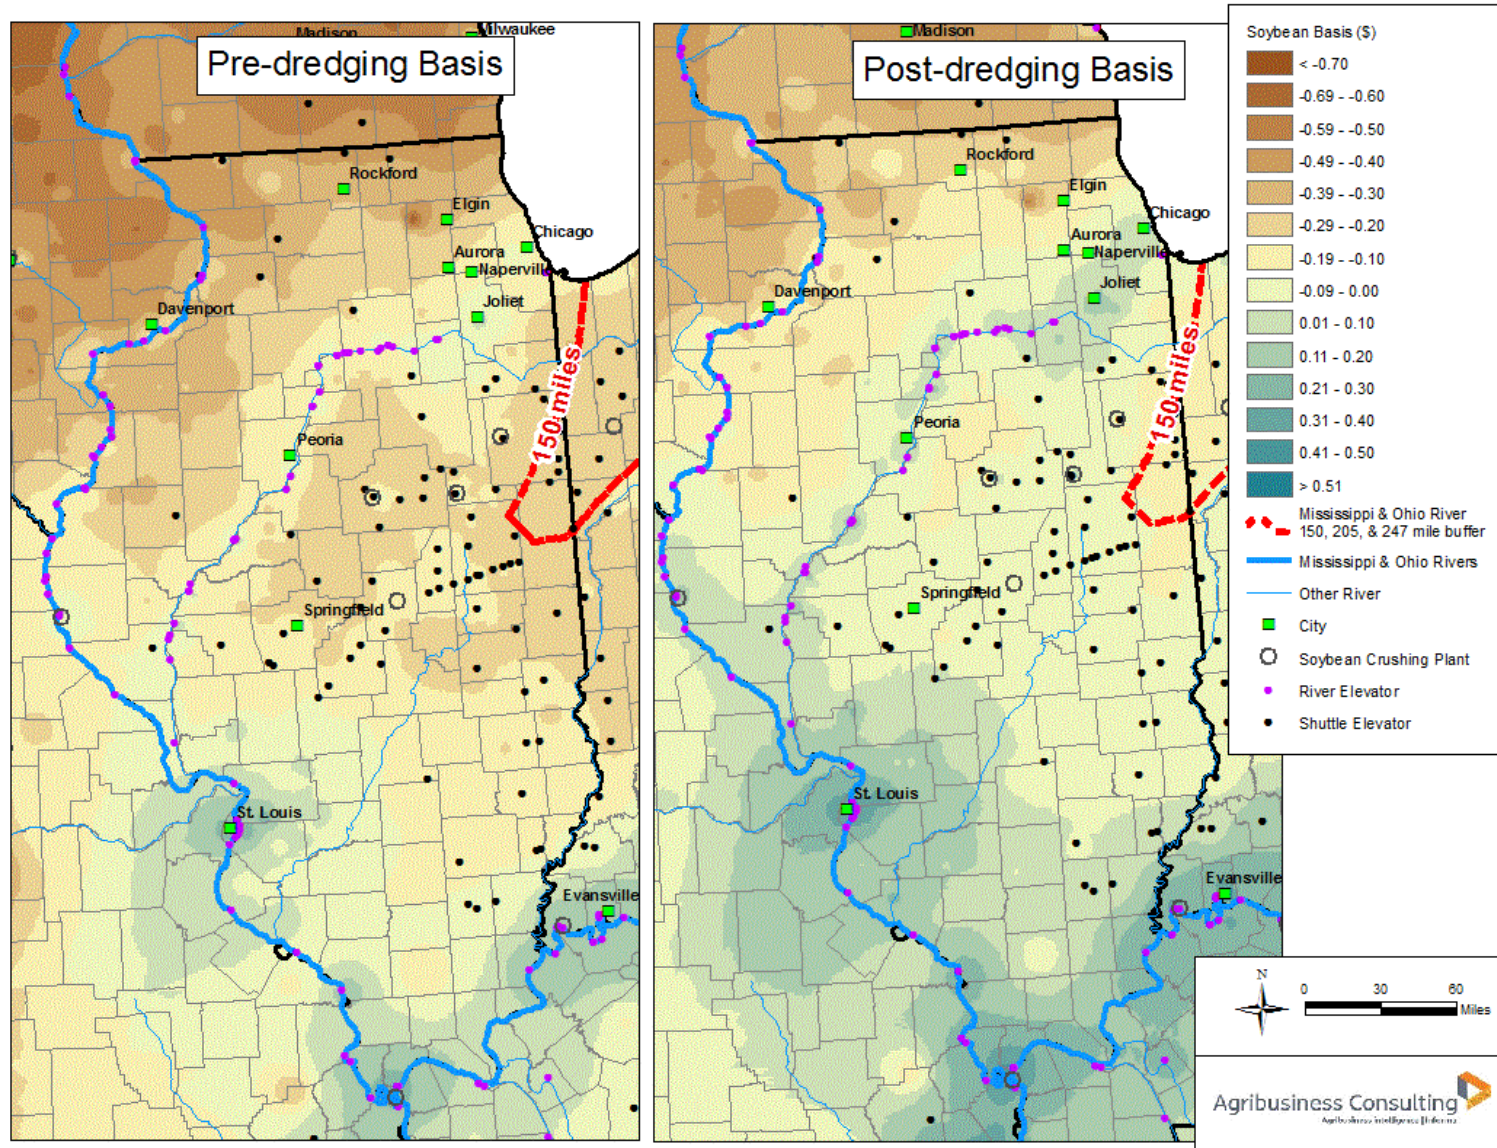 Madison
Milwaukee
Pre-dredging Basis
Rockford
Elgin
Chicago
Aurora
Naperville
Joliet
Davenport
150 miles
Peoria
Springfield
St. Louis
Evansville
Madison
Post-dredging Basis
Rockford
Elgin
Chicago
Aurora
Naperville
Joliet
Davenport
150 miles
Peoria
Springfield
St. Louis
Evansville
Soybean Basis ($)
< -0.70
-0.69 - -0.60
-0.59 - -0.50
-0.49 - -0.40
-0.39 - -0.30
-0.29 - -0.20
-0.19 - -0.10
-0.09 - 0.00
0.01 - 0.10
0.11 - 0.20
0.21 - 0.30
0.31 - 0.40
0.41 - 0.50
> 0.51
Mississippi & Ohio River
150, 205, & 247 mile buffer
Mississippi & Ohio Rivers
Other River
City
Soybean Crushing Plant
River Elevator
Shuttle Elevator
N
0 30 60
Miles
Agribusiness Consulting
Agribusiness intelligence | Informa